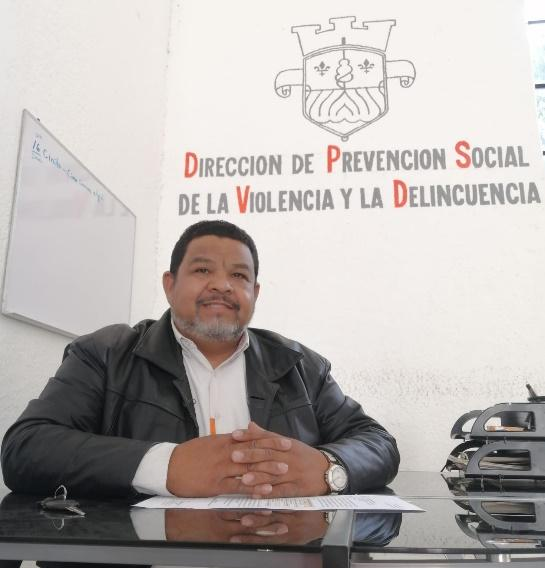 DIRECCION DE PREVENCION SOCIAL
DE LA VIOLENCIA Y LA DELINCUENCIA